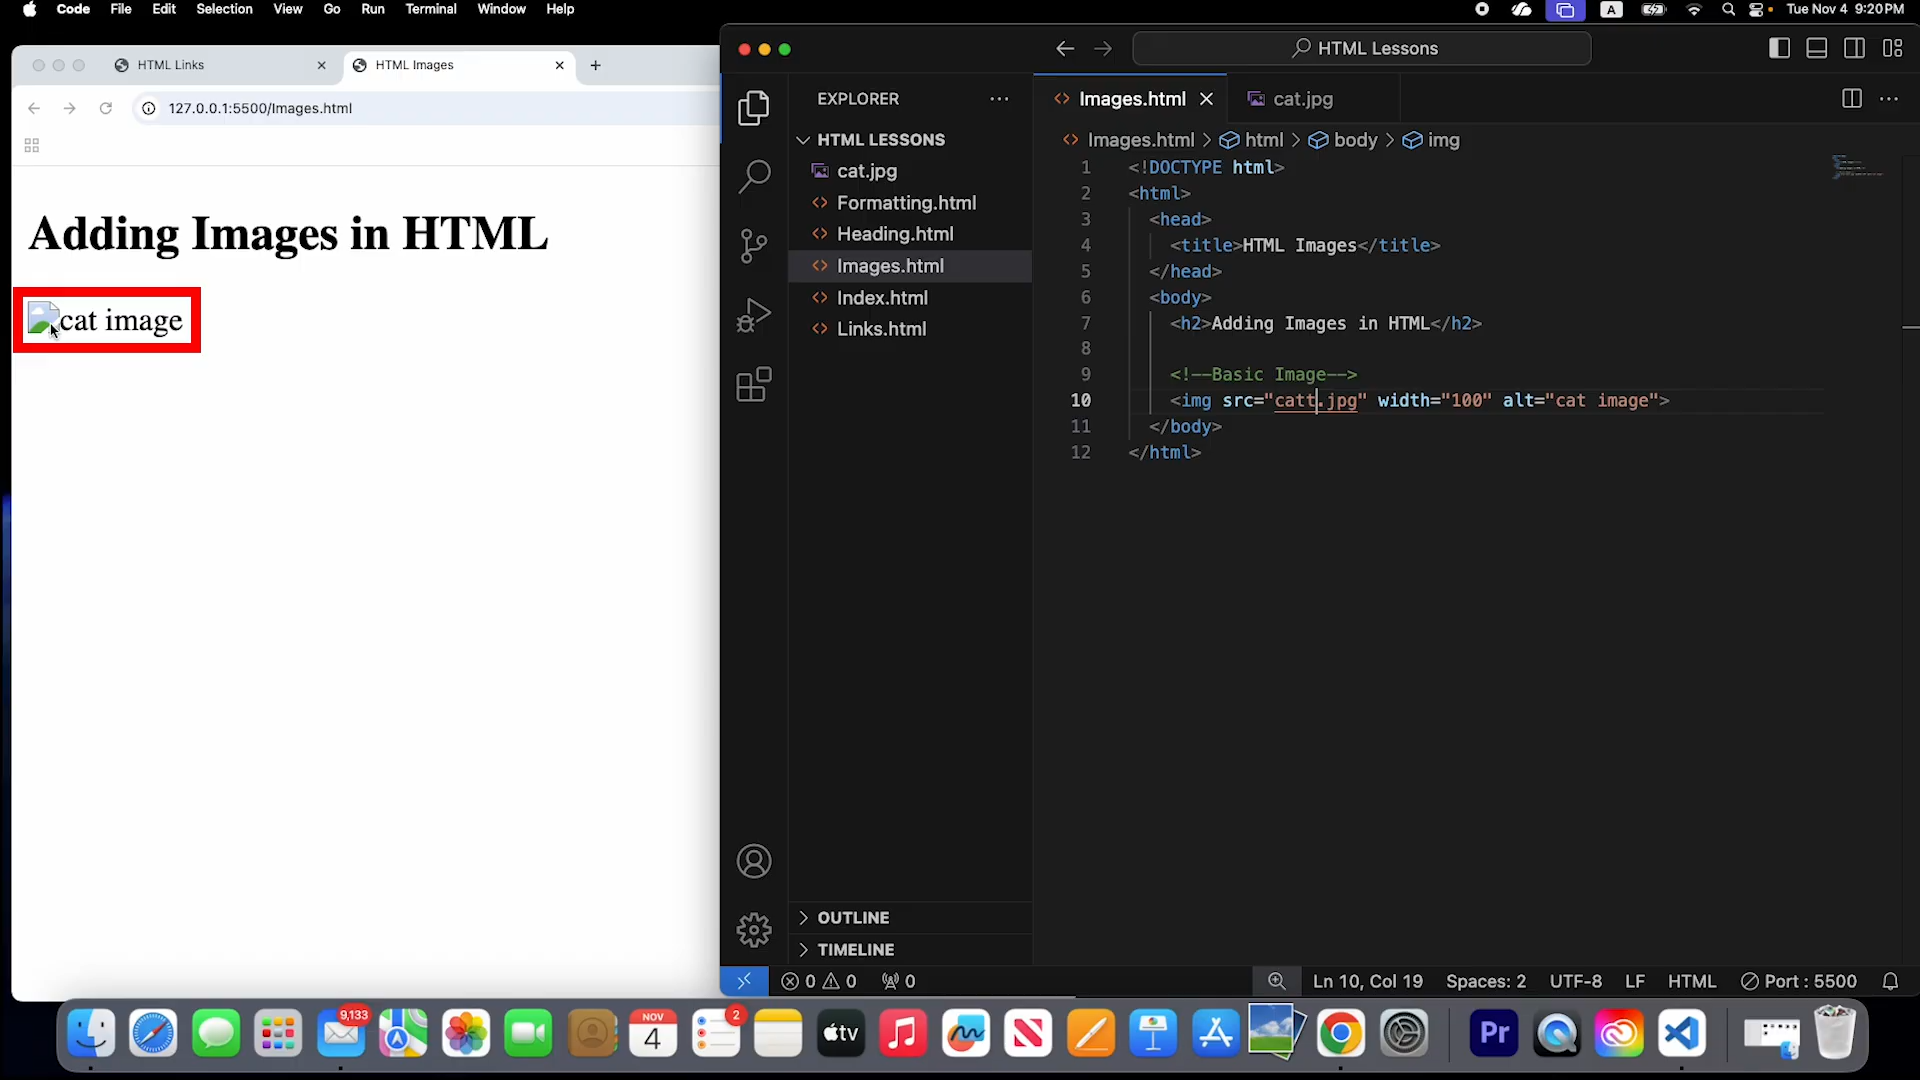 Code File Edit Selection View Go Run Terminal Window Help
A
Tue Nov 4 9:20PM
HTML Links
HTML Images
127.0.0.1:5500/Images.html
Adding Images in HTML
cat image
HTML Lessons
EXPLORER
HTML LESSONS
cat.jpg
Formatting.html
Heading.html
Images.html
Index.html
Links.html
OUTLINE
TIMELINE
Images.html
cat.jpg
Images.html > html > body > img
1 <!DOCTYPE html>
2 <html>
3 <head>
4 <title>HTML Images</title>
5 </head>
6 <body>
7 <h2>Adding Images in HTML</h2>
8
9 <!--Basic Image-->
10 <img src="catt.jpg" width="100" alt="cat image">
11 </body>
12 </html>
0 0 0
Ln 10, Col 19 Spaces: 2 UTF-8 LF HTML Port : 5500
9,133
NOV
4
2
tv
Pr